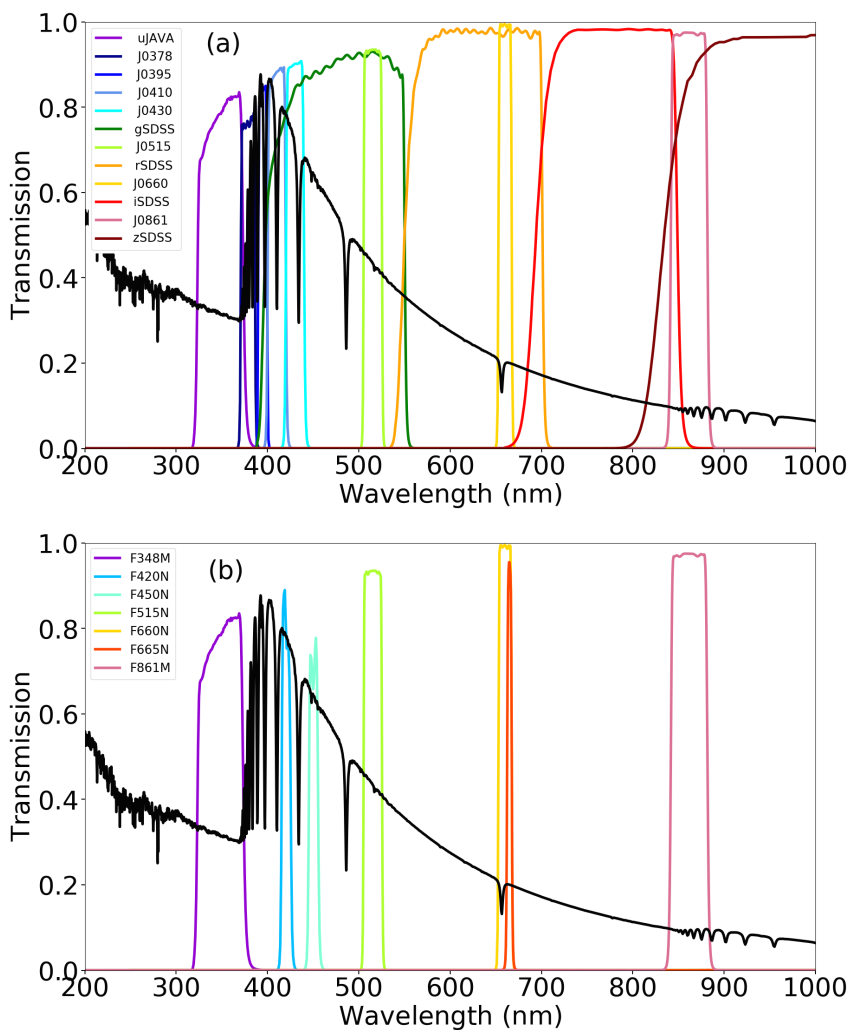 1.0
0.8
0.6
0.4
0.2
0.0
Transmission
(a)
uJAVA
J0378
J0395
J0410
J0430
gSDSS
J0515
rSDSS
J0660
iSDSS
J0861
zSDSS
200 300 400 500 600 700 800 900 1000
Wavelength (nm)
1.0
0.8
0.6
0.4
0.2
0.0
Transmission
(b)
F348M
F420N
F450N
F515N
F660N
F665N
F861M
200 300 400 500 600 700 800 900 1000
Wavelength (nm)